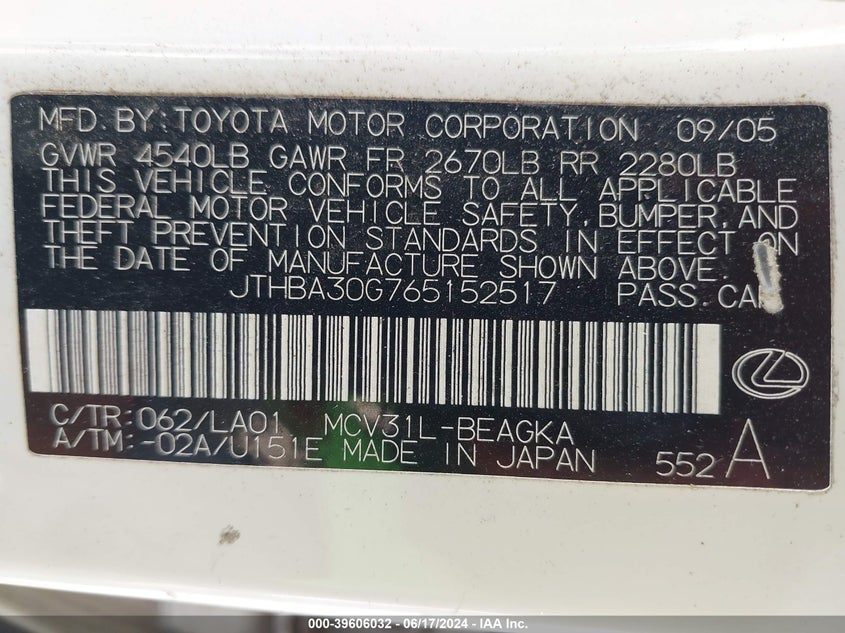 MFD. BY: TOYOTA MOTOR CORPORATION 09/05
GVWR 4540LB GAWR FR 2670LB RR 2280LB
THIS VEHICLE CONFORMS TO ALL APPLICABLE
FEDERAL MOTOR VEHICLE SAFETY, BUMPER, AND
THEFT PREVENTION STANDARDS IN EFFECT ON
THE DATE OF MANUFACTURE SHOWN ABOVE.
JTHBA30G765152517 PASS. CAR
C/TR: 062/LA01 MCV31L-BEAGKA
A/TM: -02A/U151E MADE IN JAPAN 552 A
000-39606032 - 06/17/2024 - IAA Inc.